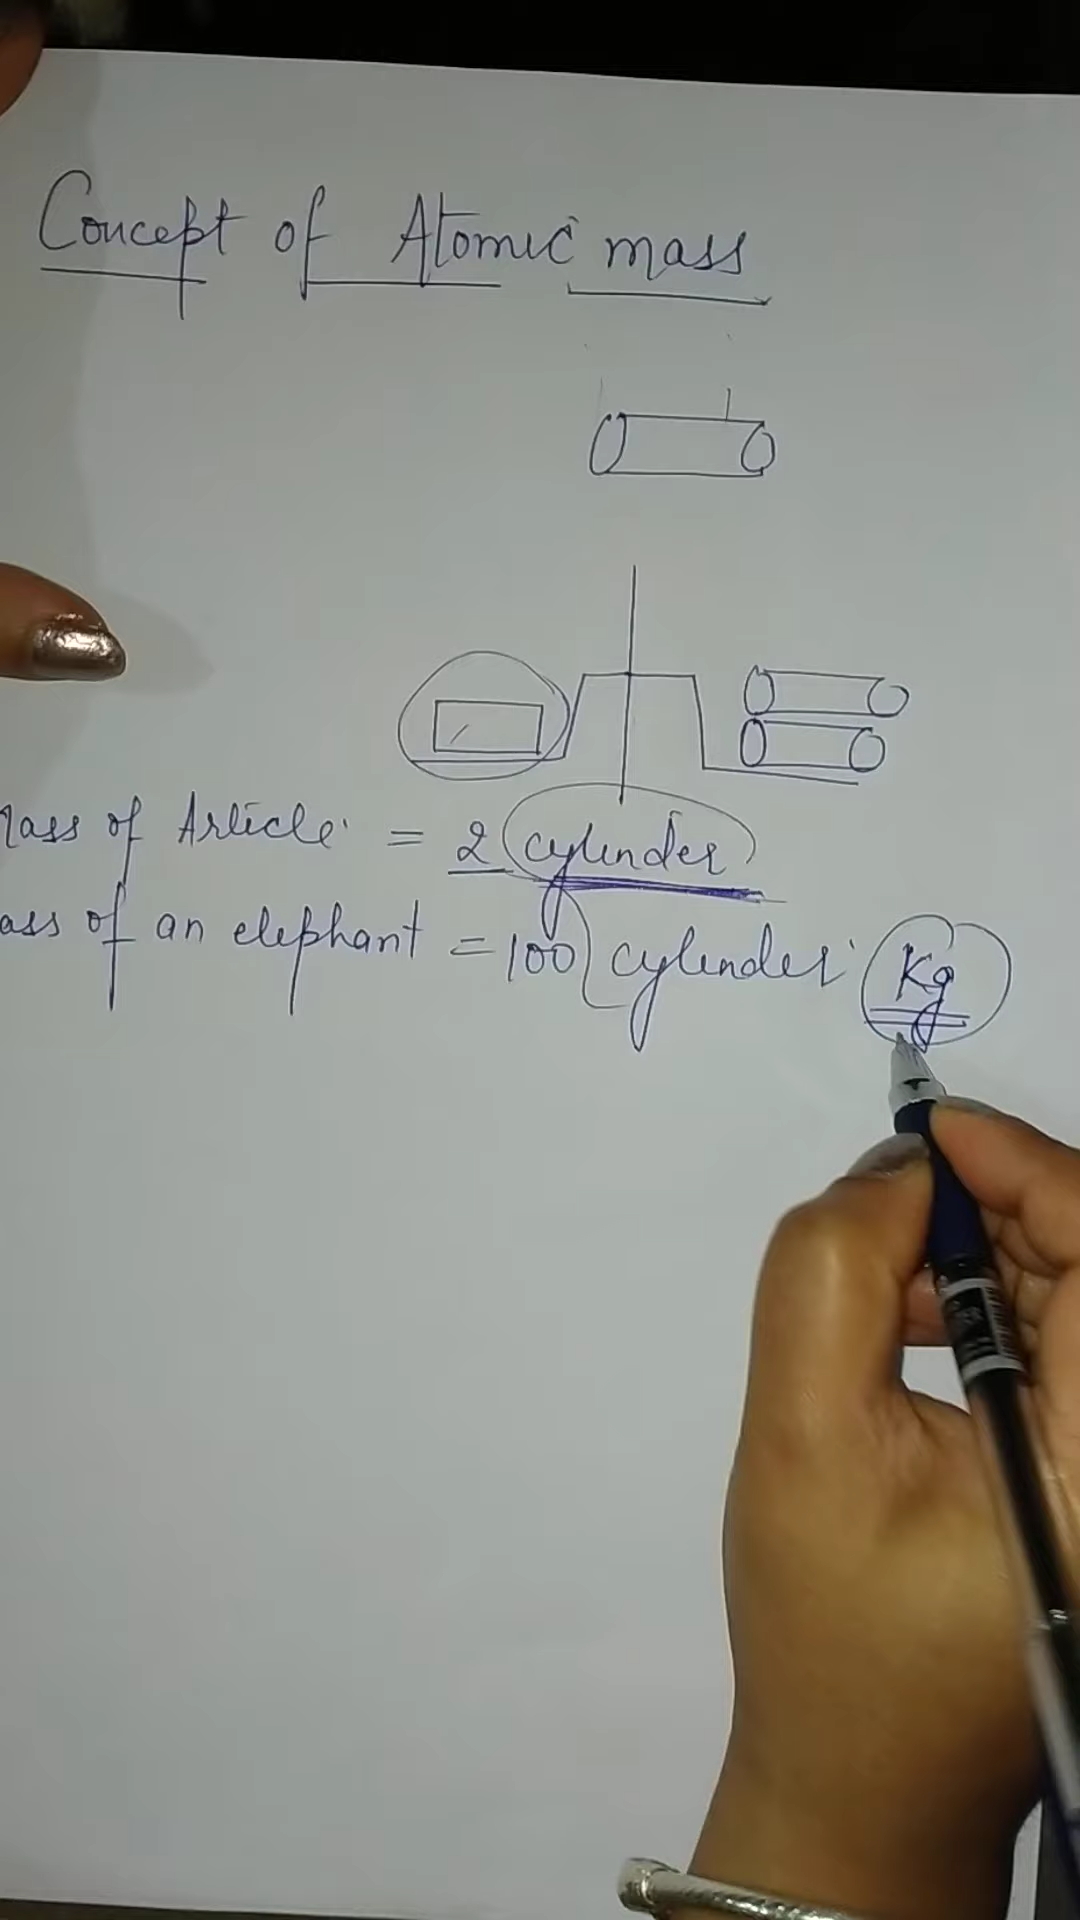 Concept of Atomic mass
Mass of Article = 2 cylinder
Mass of an elephant = 100 cylinder Kg